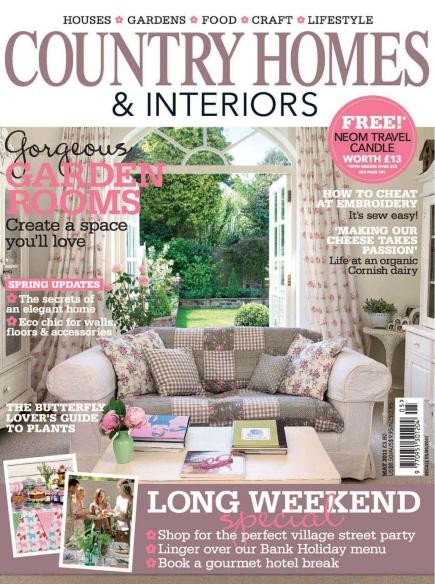 HOUSES GARDENS FOOD CRAFT LIFESTYLE
COUNTRY HOMES
& INTERIORS
FREE!*
NEOM TRAVEL
CANDLE
WORTH £13
Gorgeous
GARDEN
ROOMS
Create a space
you'll love
HOW TO CHEAT
AT EMBROIDERY
It's sew easy!
'MAKING OUR
CHEESE TAKES
PASSION'
Life at an organic
Cornish dairy
SPRING UPDATES
The secrets of
an elegant home
Eco chic for walls,
floors & accessories
THE BUTTERFLY
LOVER'S GUIDE
TO PLANTS
05
9 770951 507204
LONG WEEKEND
special
Shop for the perfect village street party
Linger over our Bank Holiday menu
Book a gourmet hotel break